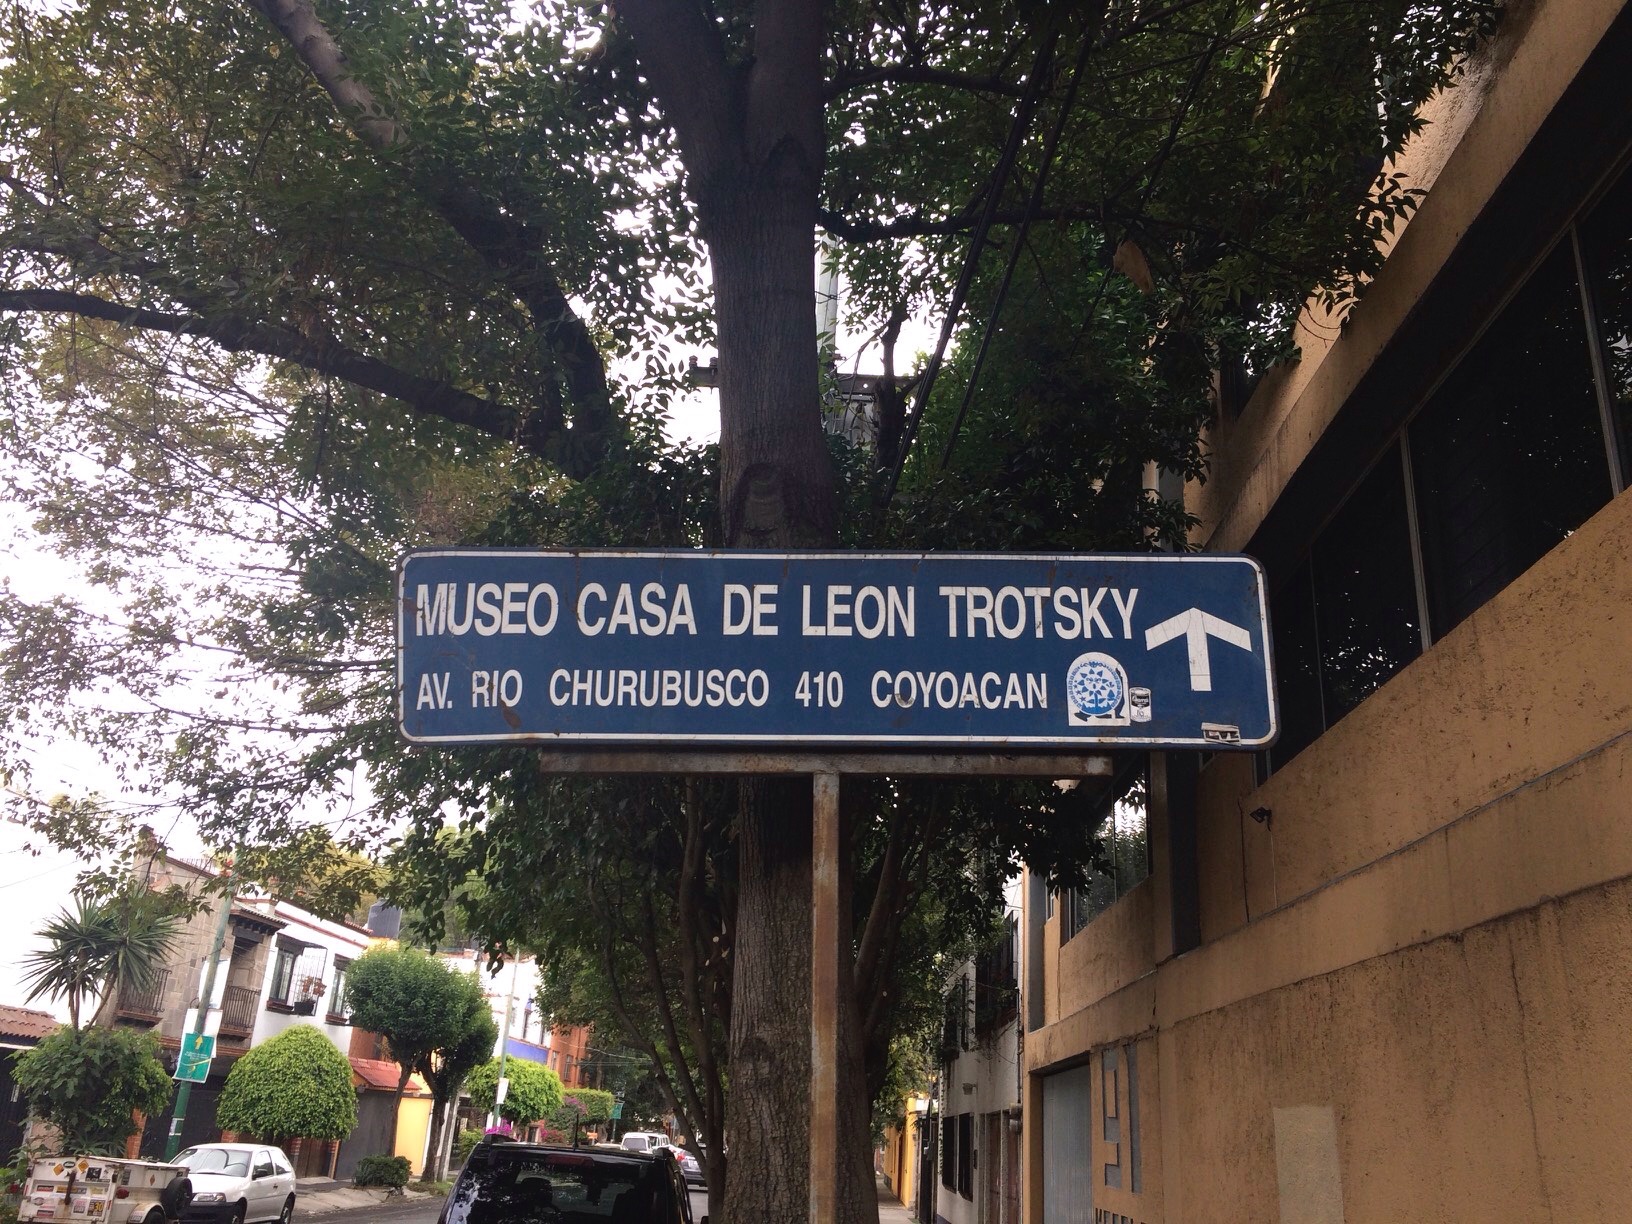 MUSEO CASA DE LEON TROTSKY
AV. RIO CHURUBUSCO 410 COYOACAN